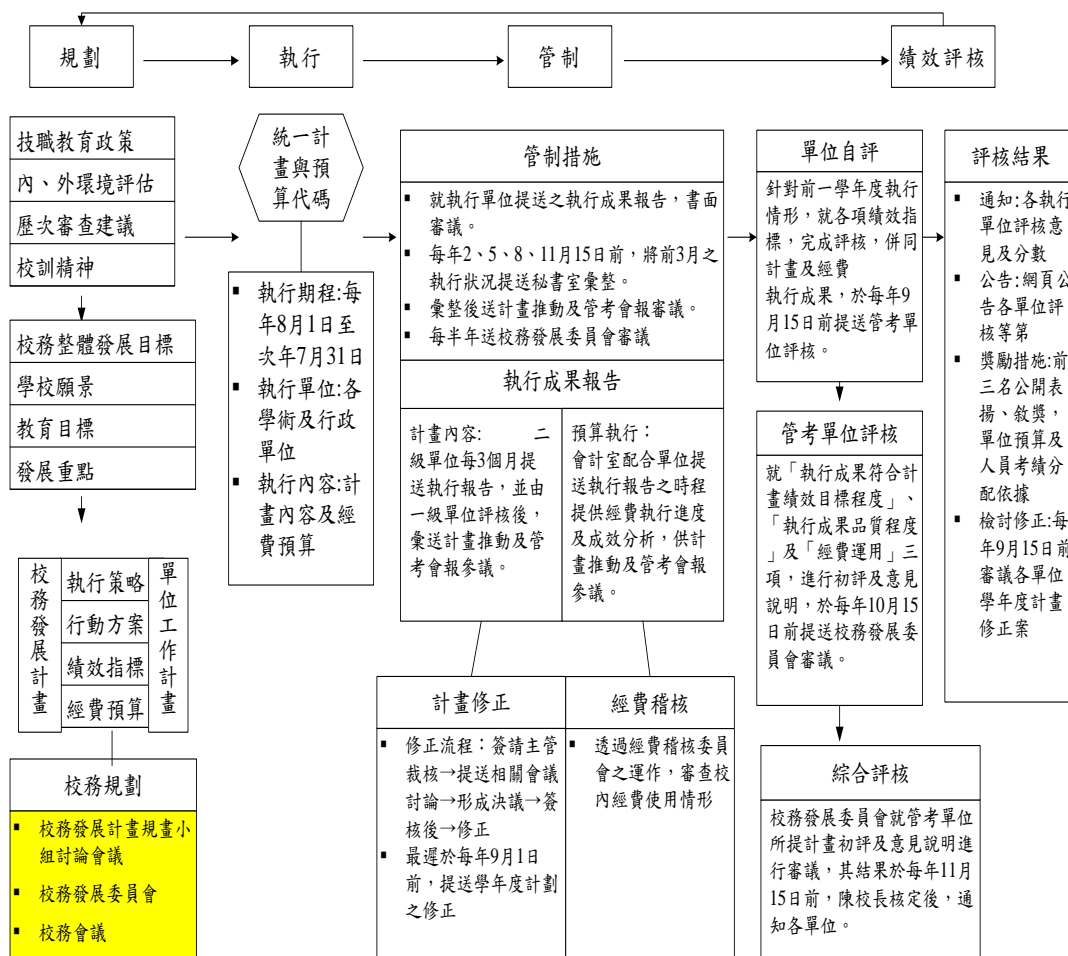 規劃
執行
管制
績效評核
技職教育政策
內、外環境評估
歷次審查建議
校訓精神
校務整體發展目標
學校願景
教育目標
發展重點
校務發展計畫
執行策略
行動方案
績效指標
經費預算
單位工作計畫
校務規劃
▪ 校務發展計畫規畫小
組討論會議
▪ 校務發展委員會
▪ 校務會議
統一計
畫與預
算代碼
▪ 執行期程:每
年8月1日至
次年7月31日
▪ 執行單位:各
學術及行政
單位
▪ 執行內容:計
畫內容及經
費預算
管制措施
▪ 就執行單位提送之執行成果報告，書面
審議。
▪ 每年2、5、8、11月15日前，將前3月之
執行狀況提送秘書室彙整。
▪ 彙整後送計畫推動及管考會報審議。
▪ 每半年送校務發展委員會審議
執行成果報告
計畫內容: 二
級單位每3個月提
送執行報告，並由
一級單位評核後，
彙送計畫推動及管
考會報參議。
預算執行：
會計室配合單位提
送執行報告之時程
提供經費執行進度
及成效分析，供計
畫推動及管考會報
參議。
計畫修正
▪ 修正流程：簽請主管
裁核→提送相關會議
討論→形成決議→簽
核後→修正
▪ 最遲於每年9月1日
前，提送學年度計劃
之修正
經費稽核
▪ 透過經費稽核委員
會之運作，審查校
內經費使用情形
單位自評
針對前一學年度執行
情形，就各項績效指
標，完成評核，併同
計畫及經費
執行成果，於每年9
月15日前提送管考單
位評核。
管考單位評核
就「執行成果符合計
畫績效目標程度」、
「執行成果品質程度
」及「經費運用」三
項，進行初評及意見
說明，於每年10月15
日前提送校務發展委
員會審議。
綜合評核
校務發展委員會就管考單位
所提計畫初評及意見說明進
行審議，其結果於每年11月
15日前，陳校長核定後，通
知各單位。
評核結果
▪ 通知:各執行
單位評核意
見及分數
▪ 公告:網頁公
告各單位評
核等第
▪ 獎勵措施:前
三名公開表
揚、敘獎，
單位預算及
人員考績分
配依據
▪ 檢討修正:每
年9月15日前
審議各單位
學年度計畫
修正案